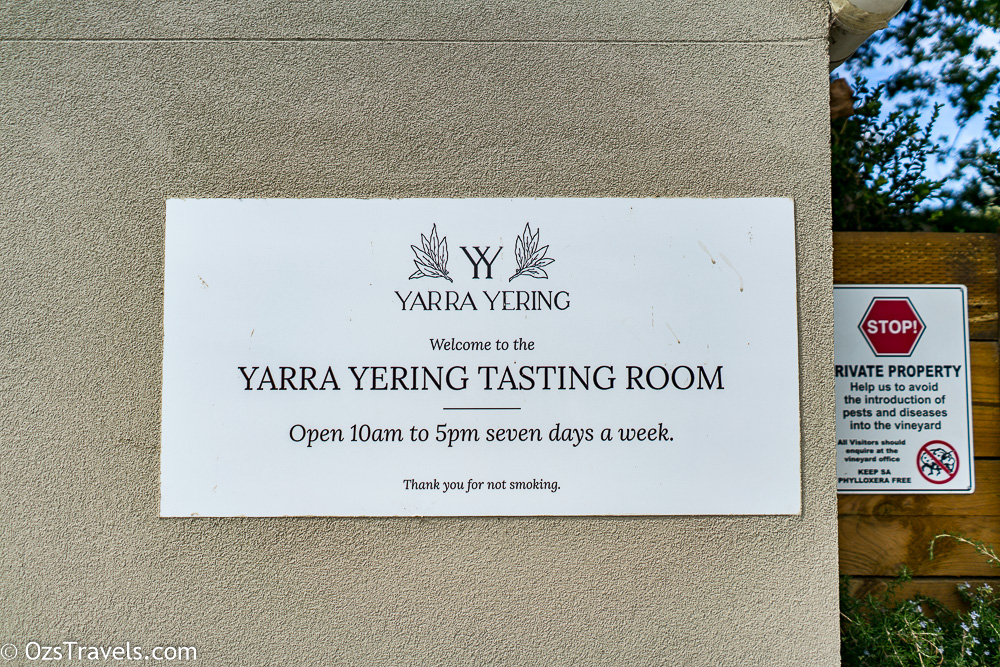 YY
YARRA YERING
Welcome to the
YARRA YERING TASTING ROOM
Open 10am to 5pm seven days a week.
Thank you for not smoking.
STOP!
RIVATE PROPERTY
Help us to avoid
the introduction of
pests and diseases
into the vineyard
All Visitors should
enquire at the
vineyard office
KEEP SA
PHYLLOXERA FREE
© OzsTravels.com